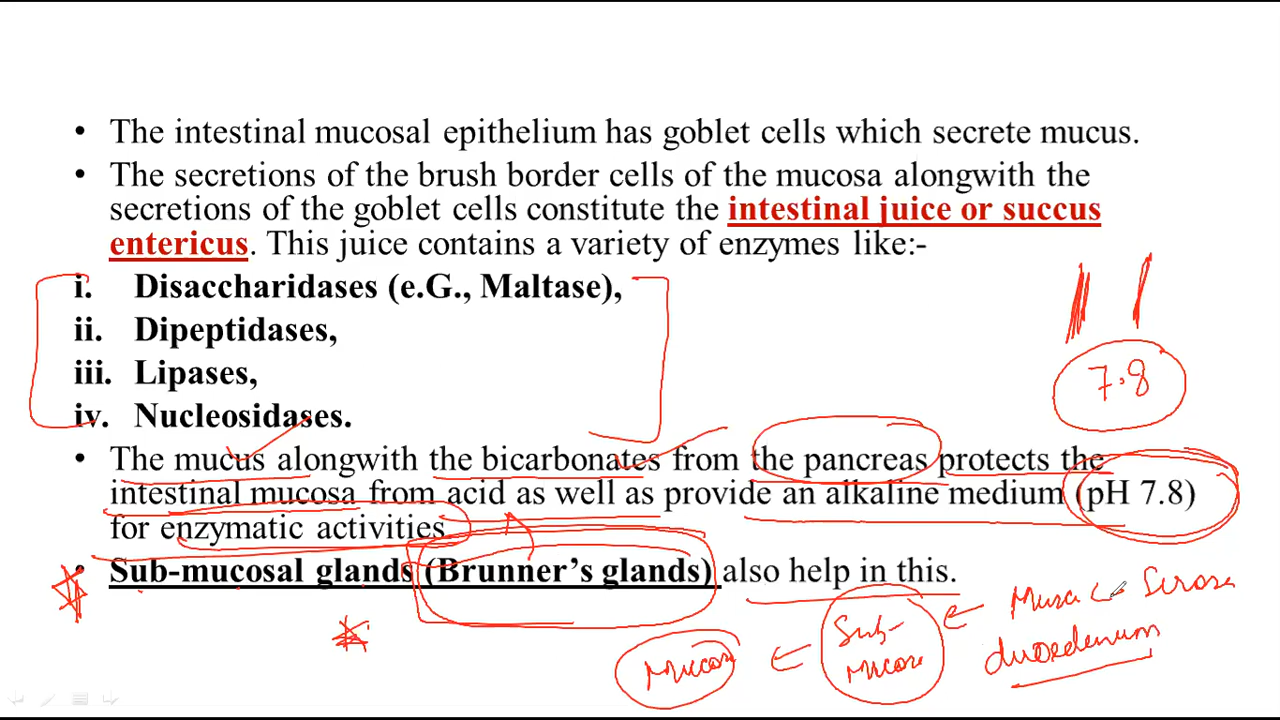 • The intestinal mucosal epithelium has goblet cells which secrete mucus.
• The secretions of the brush border cells of the mucosa alongwith the
secretions of the goblet cells constitute the intestinal juice or succus
entericus. This juice contains a variety of enzymes like:-
i. Disaccharidases (e.G., Maltase),
ii. Dipeptidases,
iii. Lipases,
iv. Nucleosidases.
7.8
• The mucus alongwith the bicarbonates from the pancreas protects the
intestinal mucosa from acid as well as provide an alkaline medium (pH 7.8)
for enzymatic activities.
• Sub-mucosal glands (Brunner's glands) also help in this.
Mucosa ← Sub-
mucosa ← ← Serosa
duodenum